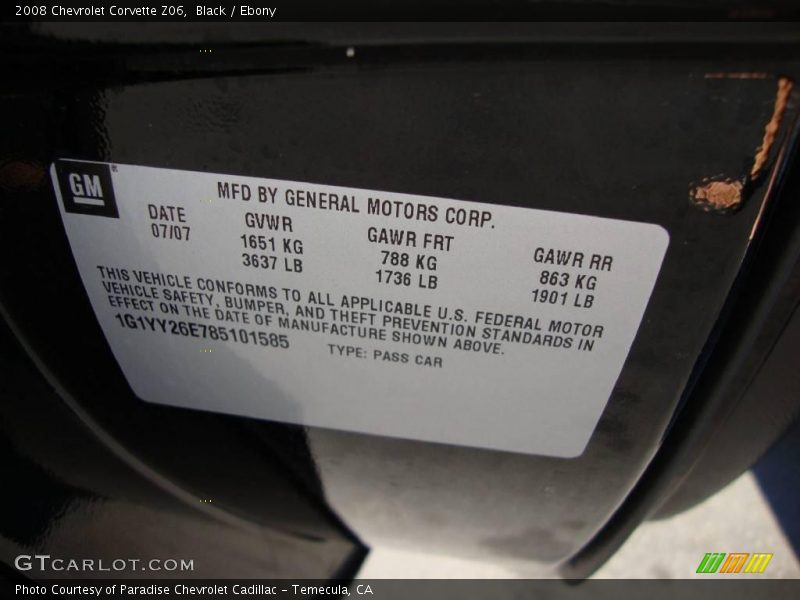 2008 Chevrolet Corvette Z06, Black / Ebony
GM®
MFD BY GENERAL MOTORS CORP.
DATE GVWR GAWR FRT GAWR RR
07/07 1651 KG 788 KG 863 KG
3637 LB 1736 LB 1901 LB
THIS VEHICLE CONFORMS TO ALL APPLICABLE U.S. FEDERAL MOTOR
VEHICLE SAFETY, BUMPER, AND THEFT PREVENTION STANDARDS IN
EFFECT ON THE DATE OF MANUFACTURE SHOWN ABOVE.
1G1YY26E785101585 TYPE: PASS CAR
GTCARLOT.COM
Photo Courtesy of Paradise Chevrolet Cadillac - Temecula, CA